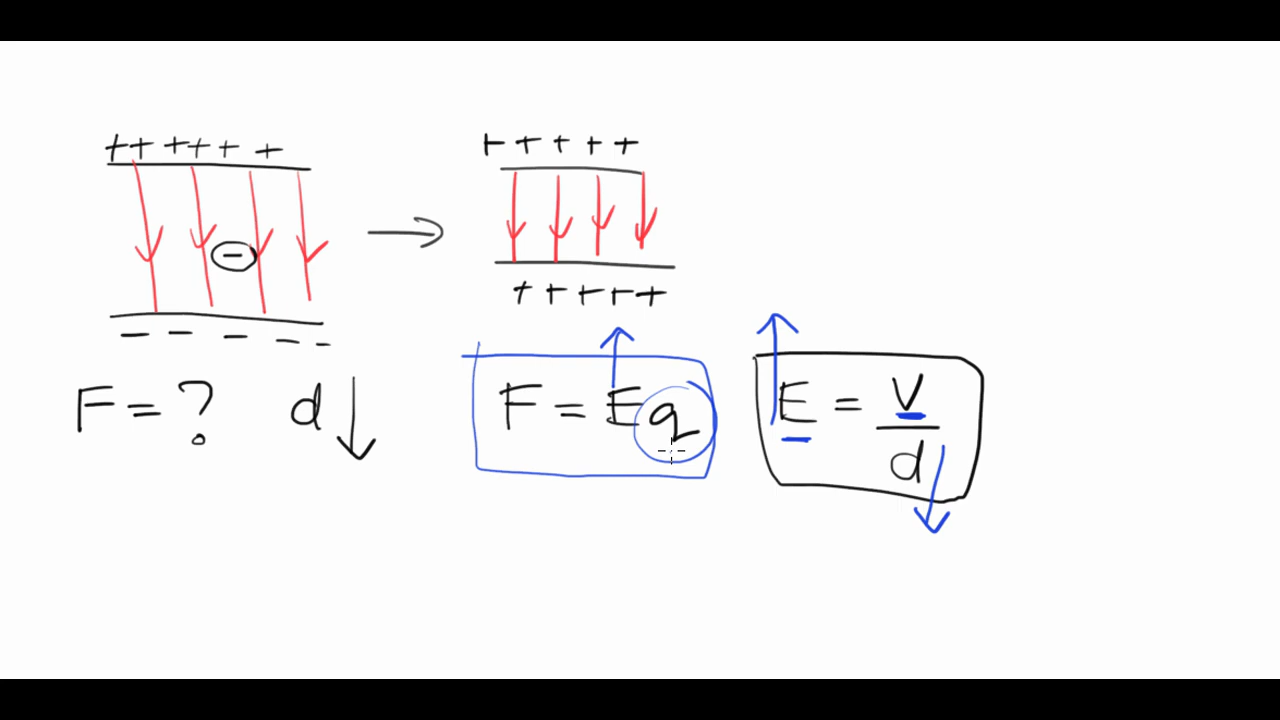 ++ ++ + +
+ + + + +
−
− − − − −
+ + + + +
F = ? d ↓
F = Eq
E = V/d